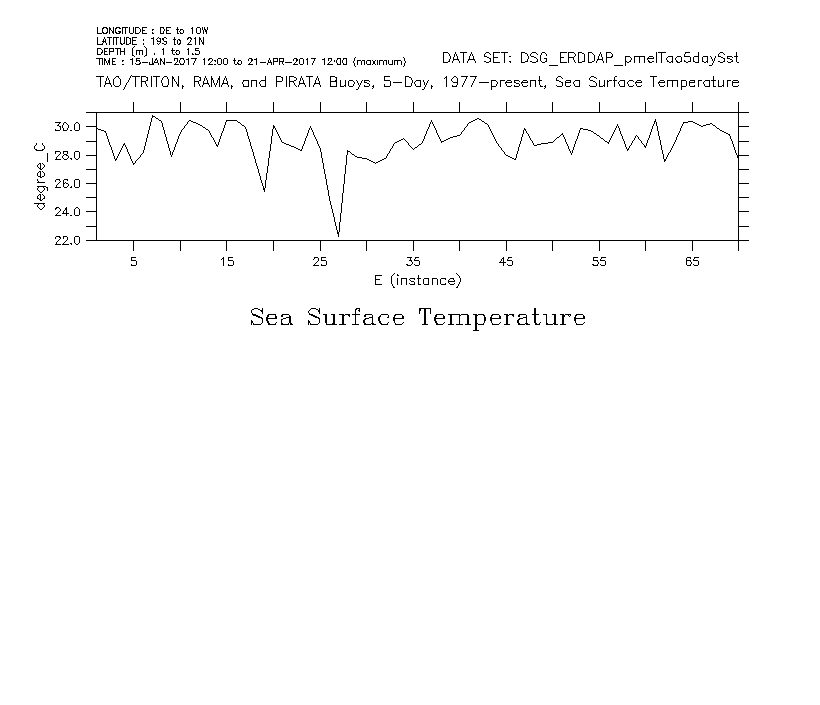 LONGITUDE : 0E to 10W
LATITUDE : 19S to 21N
DEPTH (m) : 1 to 1.5
TIME : 15-JAN-2017 12:00 to 21-APR-2017 12:00 (maximum)
DATA SET: DSG_ERDDAP_pmelTao5daySst
TAO/TRITON, RAMA, and PIRATA Buoys, 5-Day, 1977-present, Sea Surface Temperature
30.0
28.0
26.0
24.0
22.0
degree_C
5 15 25 35 45 55 65
E (instance)
Sea Surface Temperature